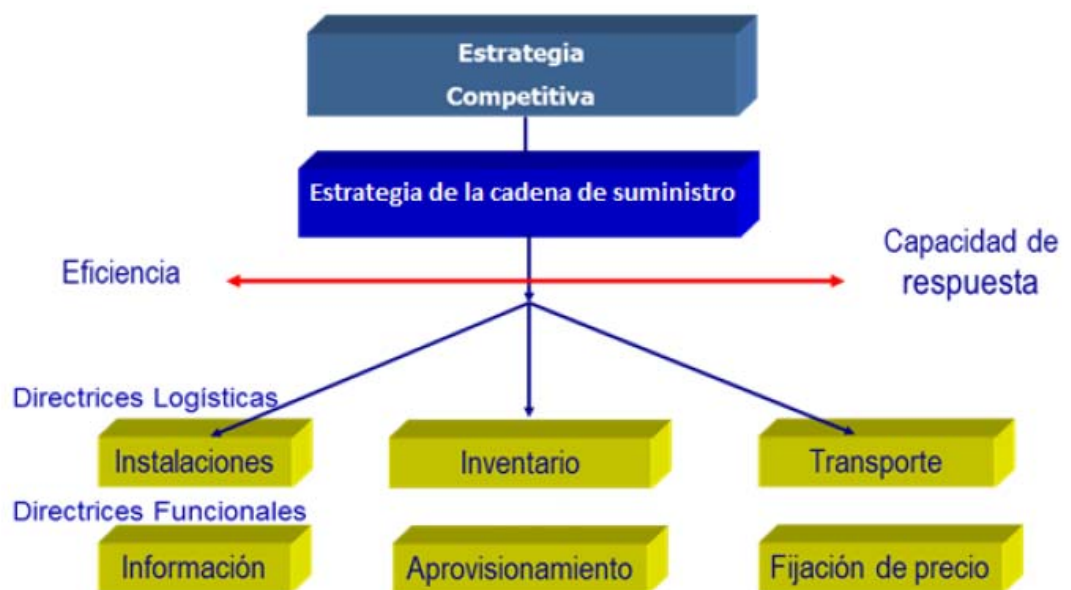 Estrategia
Competitiva
Estrategia de la cadena de suministro
Eficiencia
Capacidad de
respuesta
Directrices Logísticas
Instalaciones
Inventario
Transporte
Directrices Funcionales
Información
Aprovisionamiento
Fijación de precio